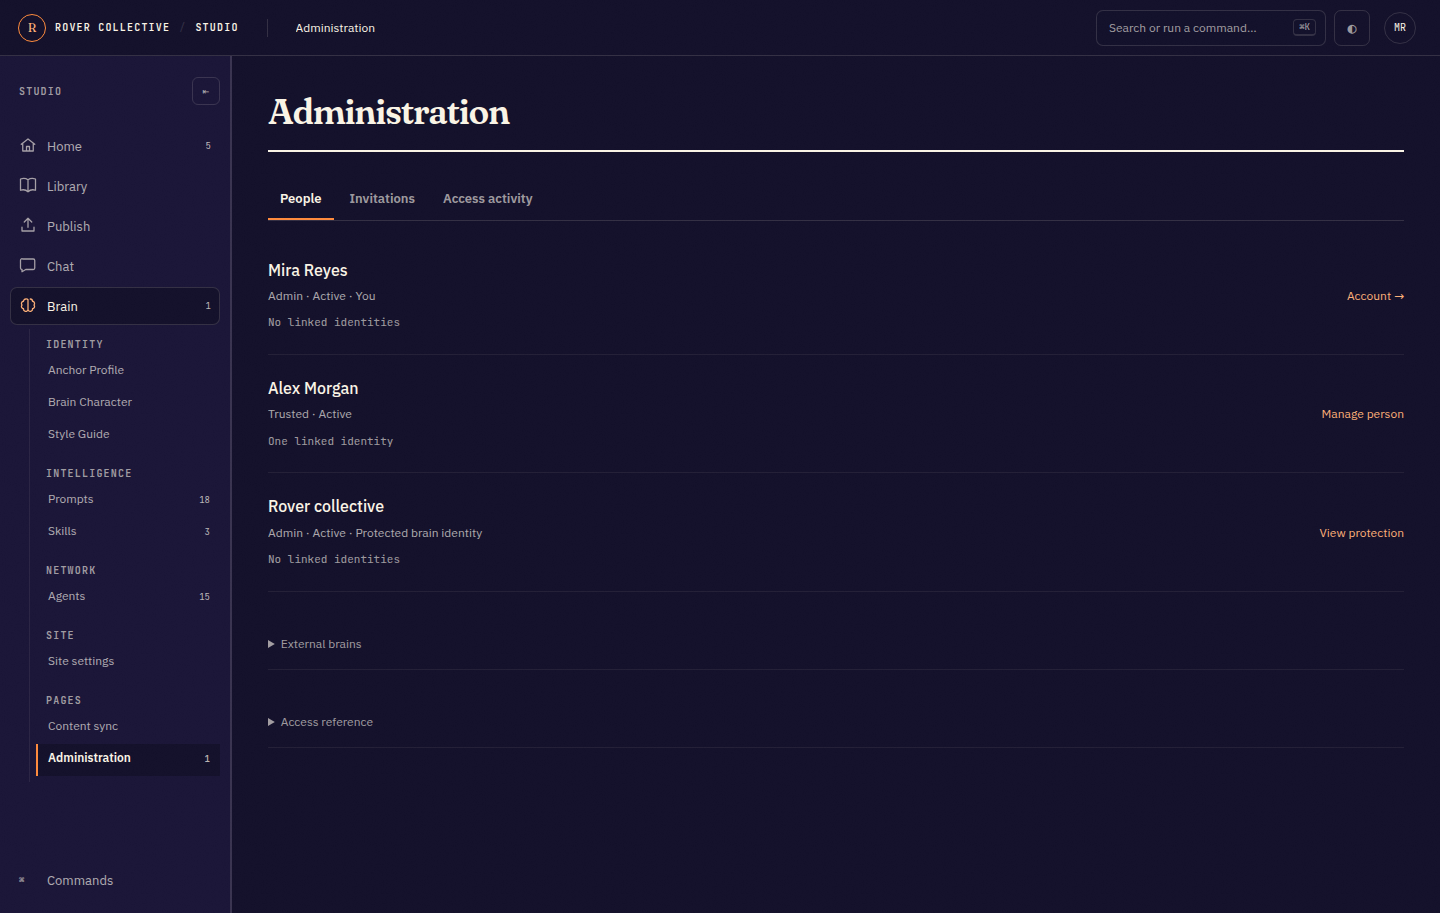 R ROVER COLLECTIVE / STUDIO
Administration
Search or run a command... ⌘K
MR
STUDIO
Home 5
Library
Publish
Chat
Brain 1
IDENTITY
Anchor Profile
Brain Character
Style Guide
INTELLIGENCE
Prompts 18
Skills 3
NETWORK
Agents 15
SITE
Site settings
PAGES
Content sync
Administration 1
⌘ Commands
Administration
People Invitations Access activity
Mira Reyes
Admin · Active · You
Account →
No linked identities
Alex Morgan
Trusted · Active
Manage person
One linked identity
Rover collective
Admin · Active · Protected brain identity
View protection
No linked identities
▶ External brains
▶ Access reference